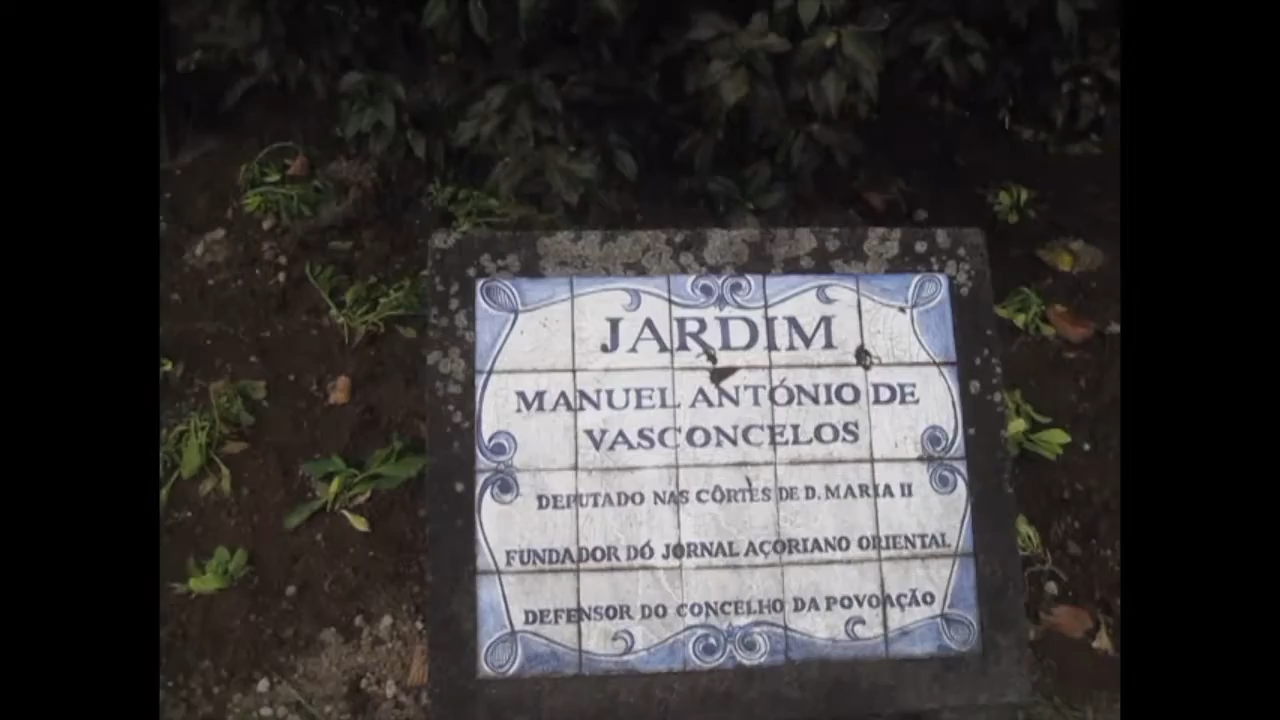 JARDIM
MANUEL ANTÓNIO DE
VASCONCELOS
DEPUTADO NAS CÔRTES DE D. MARIA II
FUNDADOR DO JORNAL AÇORIANO ORIENTAL
DEFENSOR DO CONCELHO DA POVOAÇÃO